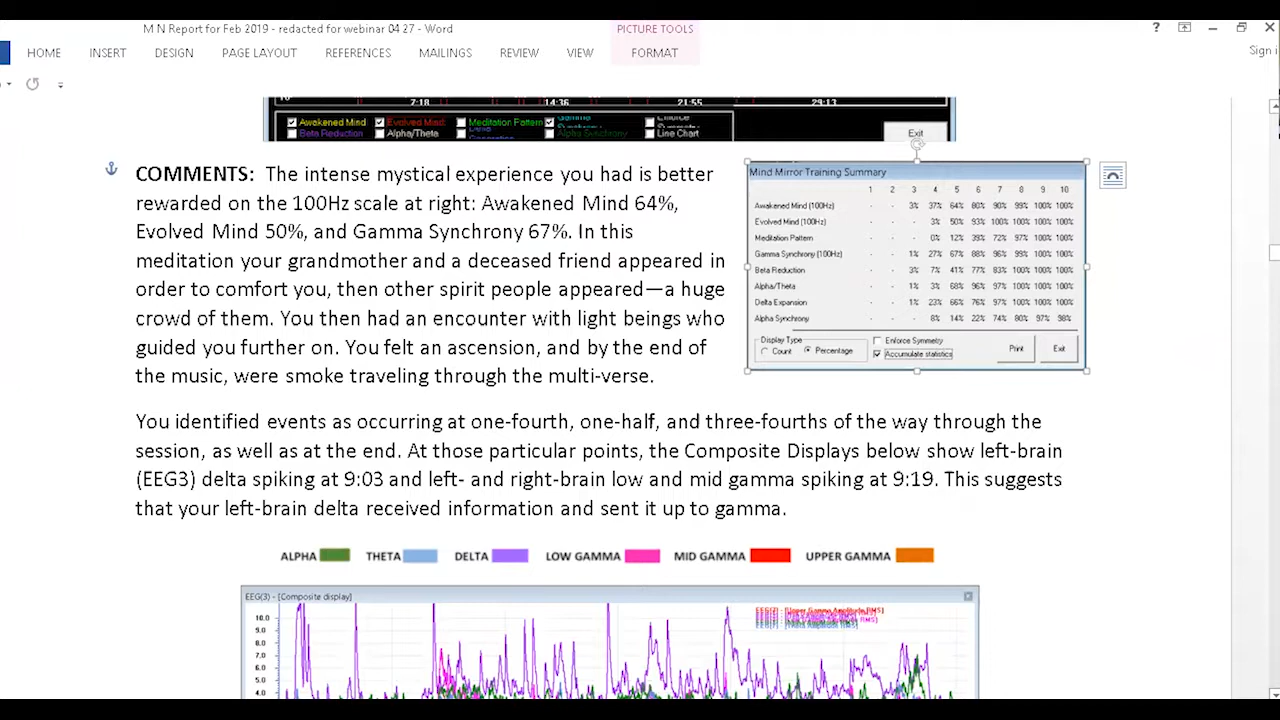 M N Report for Feb 2019 - redacted for webinar 04 27 - Word
PICTURE TOOLS
?
HOME INSERT DESIGN PAGE LAYOUT REFERENCES MAILINGS REVIEW VIEW FORMAT
Sign i
7:18 14:36 21:55 29:13
Awakened Mind Evolved Mind Meditation Pattern Gamma
Beta Reduction Alpha/Theta Alpha Synchrony Line Chart
Exit
COMMENTS: The intense mystical experience you had is better
rewarded on the 100Hz scale at right: Awakened Mind 64%,
Evolved Mind 50%, and Gamma Synchrony 67%. In this
meditation your grandmother and a deceased friend appeared in
order to comfort you, then other spirit people appeared—a huge
crowd of them. You then had an encounter with light beings who
guided you further on. You felt an ascension, and by the end of
the music, were smoke traveling through the multi-verse.
Mind Mirror Training Summary
1 2 3 4 5 6 7 8 9 10
Awakened Mind (100Hz) - - 3% 37% 64% 80% 90% 99% 100% 100%
Evolved Mind (100Hz) - - - 3% 50% 93% 100% 100% 100% 100%
Meditation Pattern - - - 0% 12% 39% 72% 97% 100% 100%
Gamma Synchrony (100Hz) - - 1% 27% 67% 88% 96% 99% 100% 100%
Beta Reduction - - 3% 7% 41% 77% 83% 100% 100% 100%
Alpha/Theta - - 1% 3% 68% 96% 97% 100% 100% 100%
Delta Expansion - - 1% 23% 66% 76% 97% 100% 100% 100%
Alpha Synchrony - - - 8% 14% 22% 74% 80% 97% 98%
Display Type
Count Percentage
Enforce Symmetry
Accumulate statistics
Print Exit
You identified events as occurring at one-fourth, one-half, and three-fourths of the way through the
session, as well as at the end. At those particular points, the Composite Displays below show left-brain
(EEG3) delta spiking at 9:03 and left- and right-brain low and mid gamma spiking at 9:19. This suggests
that your left-brain delta received information and sent it up to gamma.
ALPHA THETA DELTA LOW GAMMA MID GAMMA UPPER GAMMA
EEG(3) - [Composite display]
10.0
9.0
8.0
7.0
6.0
5.0
4.0